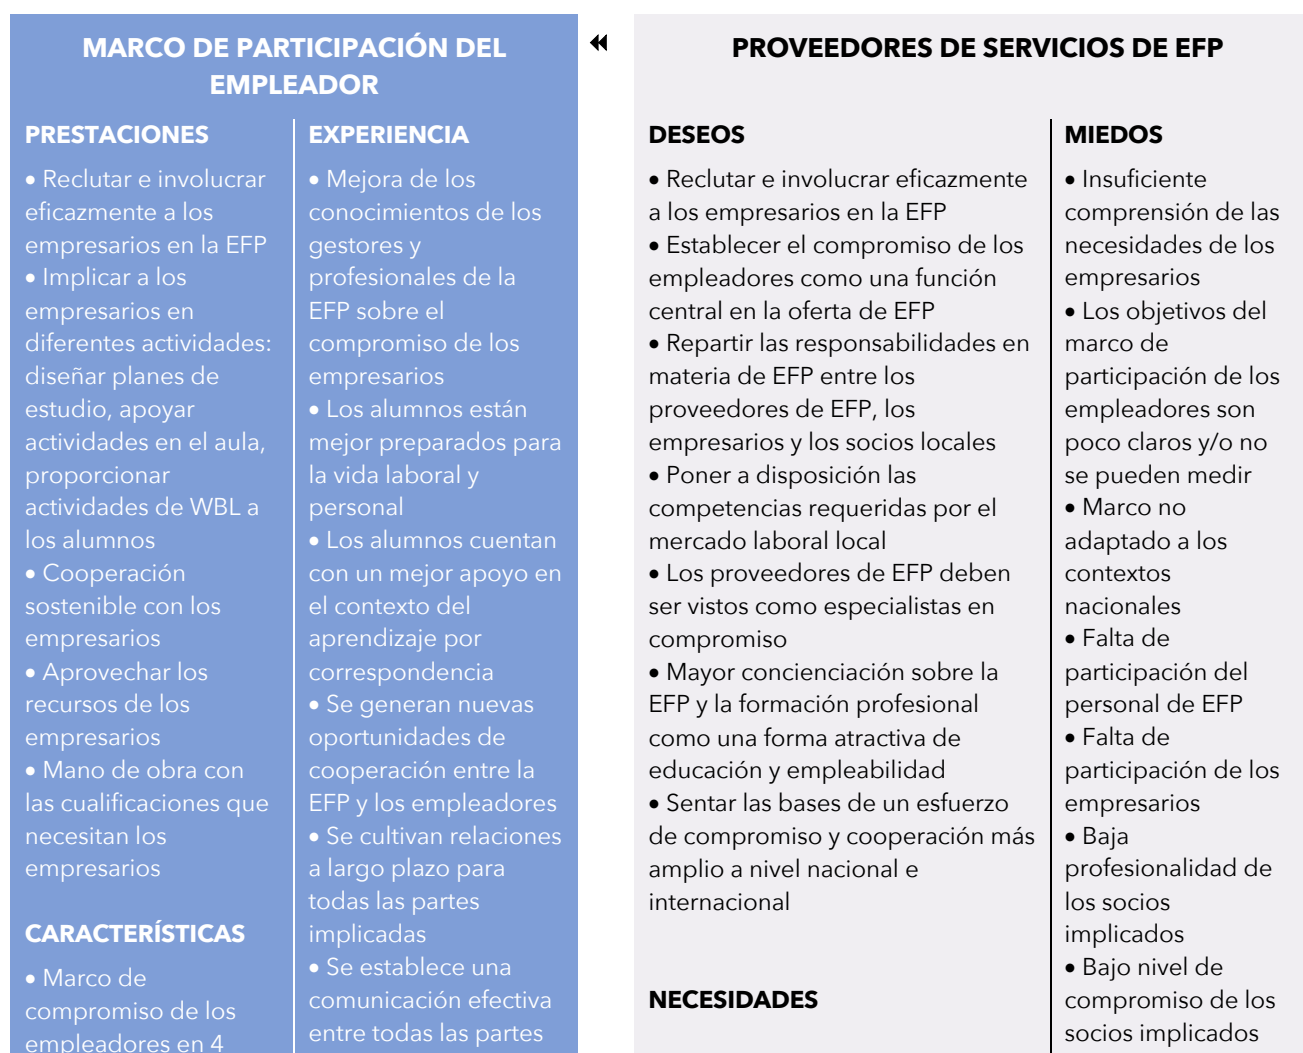 MARCO DE PARTICIPACIÓN DEL
EMPLEADOR
PRESTACIONES
• Reclutar e involucrar
eficazmente a los
empresarios en la EFP
• Implicar a los
empresarios en
diferentes actividades:
diseñar planes de
estudio, apoyar
actividades en el aula,
proporcionar
actividades de WBL a
los alumnos
• Cooperación
sostenible con los
empresarios
• Aprovechar los
recursos de los
empresarios
• Mano de obra con
las cualificaciones que
necesitan los
empresarios
CARACTERÍSTICAS
• Marco de
compromiso de los
empleadores en 4
EXPERIENCIA
• Mejora de los
conocimientos de los
gestores y
profesionales de la
EFP sobre el
compromiso de los
empresarios
• Los alumnos están
mejor preparados para
la vida laboral y
personal
• Los alumnos cuentan
con un mejor apoyo en
el contexto del
aprendizaje por
correspondencia
• Se generan nuevas
oportunidades de
cooperación entre la
EFP y los empleadores
• Se cultivan relaciones
a largo plazo para
todas las partes
implicadas
• Se establece una
comunicación efectiva
entre todas las partes
PROVEEDORES DE SERVICIOS DE EFP
DESEOS
• Reclutar e involucrar eficazmente
a los empresarios en la EFP
• Establecer el compromiso de los
empleadores como una función
central en la oferta de EFP
• Repartir las responsabilidades en
materia de EFP entre los
proveedores de EFP, los
empresarios y los socios locales
• Poner a disposición las
competencias requeridas por el
mercado laboral local
• Los proveedores de EFP deben
ser vistos como especialistas en
compromiso
• Mayor concienciación sobre la
EFP y la formación profesional
como una forma atractiva de
educación y empleabilidad
• Sentar las bases de un esfuerzo
de compromiso y cooperación más
amplio a nivel nacional e
internacional
NECESIDADES
MIEDOS
• Insuficiente
comprensión de las
necesidades de los
empresarios
• Los objetivos del
marco de
participación de los
empleadores son
poco claros y/o no
se pueden medir
• Marco no
adaptado a los
contextos
nacionales
• Falta de
participación del
personal de EFP
• Falta de
participación de los
empresarios
• Baja
profesionalidad de
los socios
implicados
• Bajo nivel de
compromiso de los
socios implicados